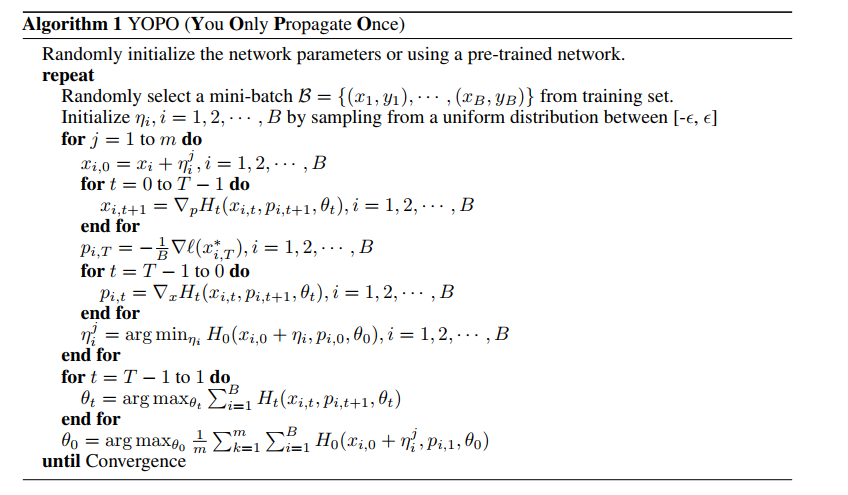 Algorithm 1 YOPO (You Only Propagate Once)
Randomly initialize the network parameters or using a pre-trained network.
repeat
Randomly select a mini-batch $\mathcal{B} = \{(x_1, y_1), \cdots, (x_B, y_B)\}$ from training set.
Initialize $\eta_i, i = 1, 2, \cdots, B$ by sampling from a uniform distribution between [-$\epsilon$, $\epsilon$]
for $j = 1$ to $m$ do
$x_{i,0} = x_i + \eta_i^j, i = 1, 2, \cdots, B$
for $t = 0$ to $T - 1$ do
$x_{i,t+1} = \nabla_p H_t(x_{i,t}, p_{i,t+1}, \theta_t), i = 1, 2, \cdots, B$
end for
$p_{i,T} = -\frac{1}{B} \nabla \ell(x_{i,T}^*), i = 1, 2, \cdots, B$
for $t = T - 1$ to $0$ do
$p_{i,t} = \nabla_x H_t(x_{i,t}, p_{i,t+1}, \theta_t), i = 1, 2, \cdots, B$
end for
$\eta_i^j = \arg\min_{\eta_i} H_0(x_{i,0} + \eta_i, p_{i,0}, \theta_0), i = 1, 2, \cdots, B$
end for
for $t = T - 1$ to $1$ do
$\theta_t = \arg\max_{\theta_t} \sum_{i=1}^{B} H_t(x_{i,t}, p_{i,t+1}, \theta_t)$
end for
$\theta_0 = \arg\max_{\theta_0} \frac{1}{m} \sum_{k=1}^{m} \sum_{i=1}^{B} H_0(x_{i,0} + \eta_i^j, p_{i,1}, \theta_0)$
until Convergence